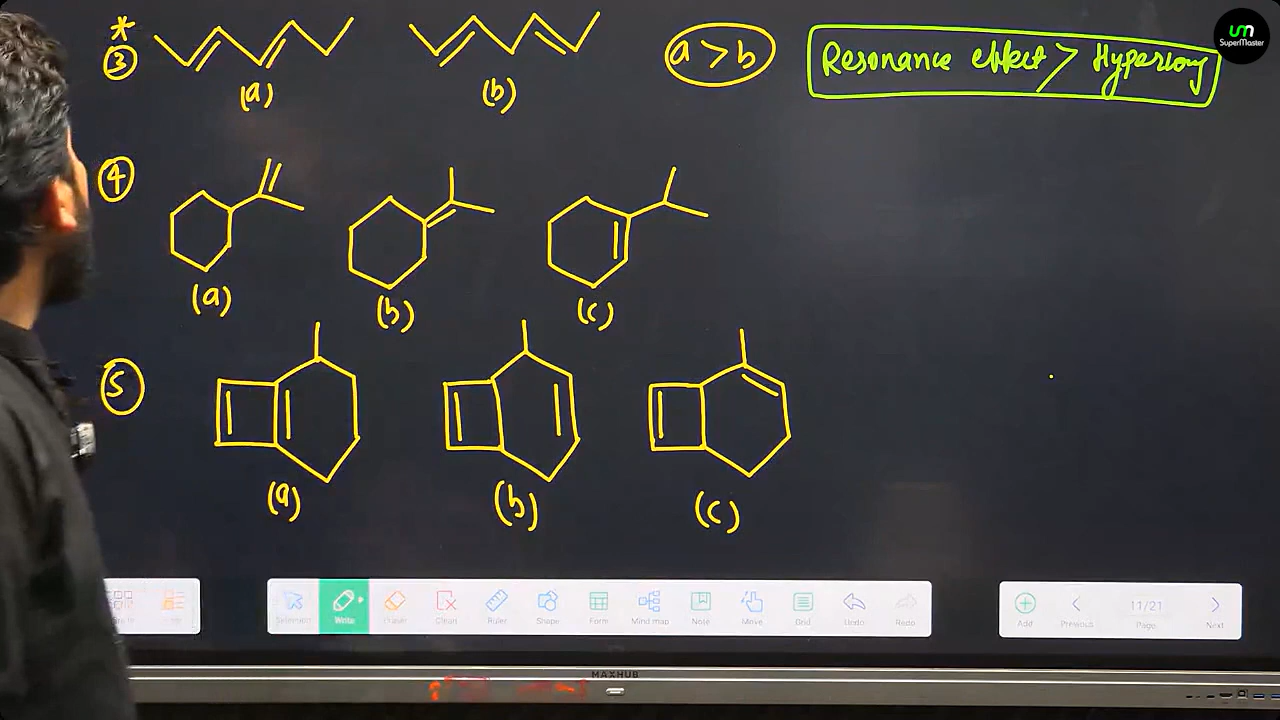 *
③ (a) (b) a > b Resonance effect > Hypercong
um
SuperMaster
④ (a) (b) (c)
⑤ (a) (b) (c)
Write Eraser Clean Ruler Shape Form Mind map Note Move Grid Undo Redo
Add Previous 11/21 Page Next
MAXHUB